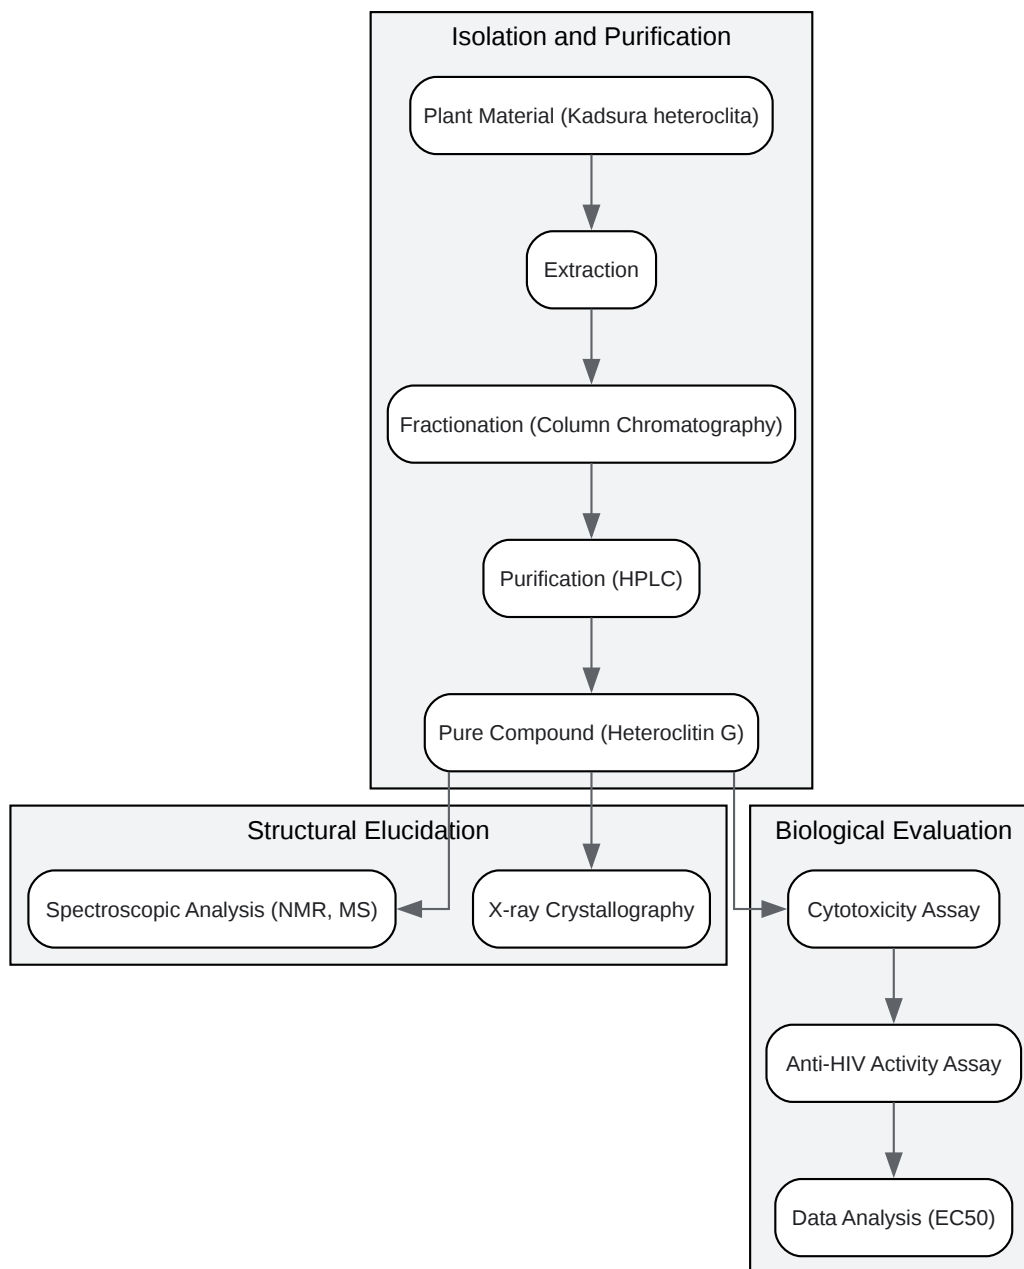 Isolation and Purification
Plant Material (Kadsura heteroclita)
Extraction
Fractionation (Column Chromatography)
Purification (HPLC)
Pure Compound (Heteroclitin G)
Structural Elucidation
Spectroscopic Analysis (NMR, MS)
X-ray Crystallography
Biological Evaluation
Cytotoxicity Assay
Anti-HIV Activity Assay
Data Analysis (EC50)